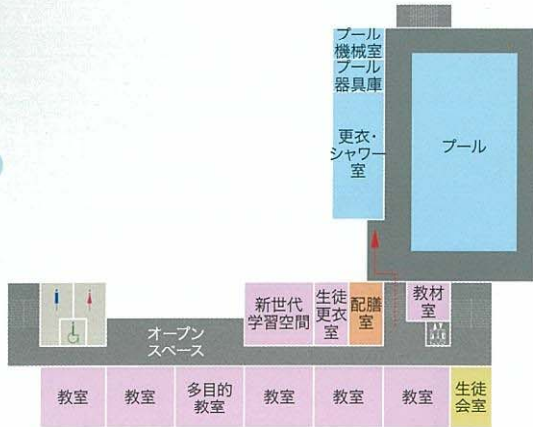 プール
機械室
プール
器具庫
更衣・
シャワー
室
プール
新世代
学習空間
生徒
更衣
室
配膳
室
教材
室
オープン
スペース
教室
教室
多目的
教室
教室
教室
教室
生徒
会室